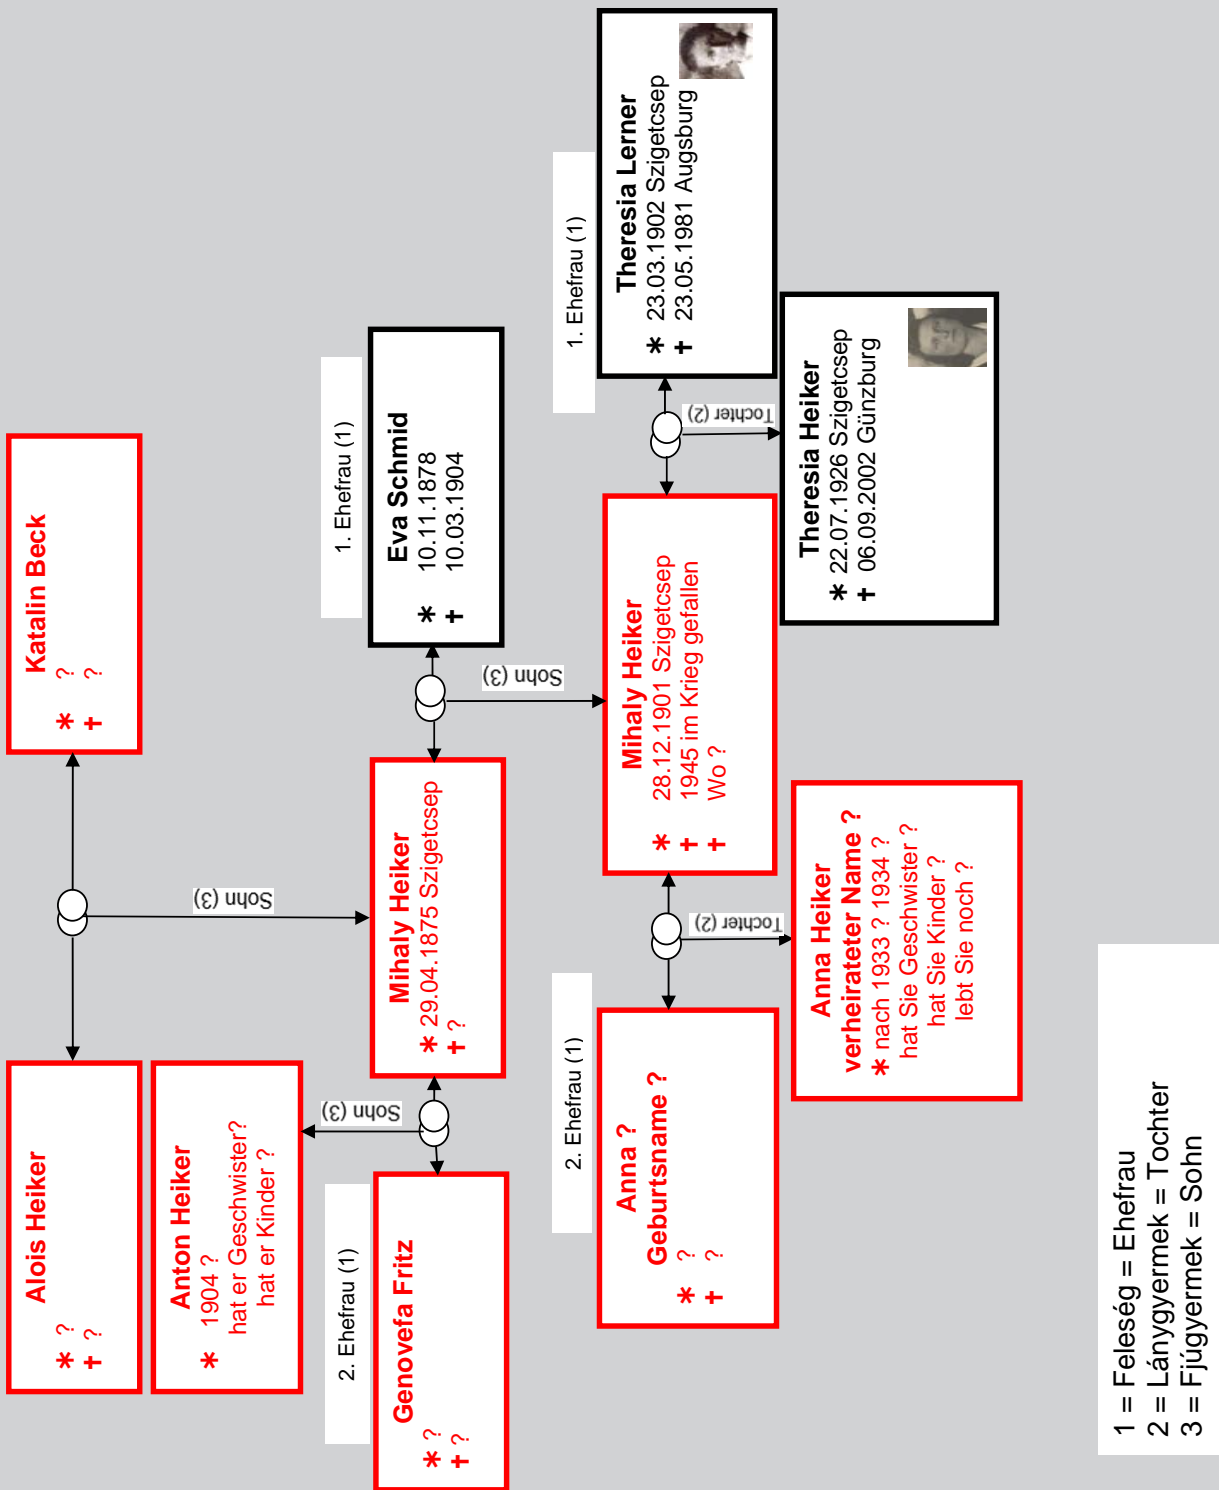 Alois Heiker
* ?
✝ ?
Katalin Beck
* ?
✝ ?
Sohn (3)
Anton Heiker
* 1904 ?
hat er Geschwister?
hat er Kinder ?
Sohn (3)
2. Ehefrau (1)
Genovefa Fritz
* ?
✝ ?
Mihaly Heiker
* 29.04.1875 Szigetcsep
✝ ?
1. Ehefrau (1)
Eva Schmid
* 10.11.1878
✝ 10.03.1904
Sohn (3)
2. Ehefrau (1)
Anna ?
Geburtsname ?
* ?
✝ ?
Mihaly Heiker
* 28.12.1901 Szigetcsep
✝ 1945 im Krieg gefallen
✝ Wo ?
1. Ehefrau (1)
Theresia Lerner
* 23.03.1902 Szigetcsep
✝ 23.05.1981 Augsburg
Tochter (2)
Anna Heiker
verheirateter Name ?
* nach 1933 ? 1934 ?
hat Sie Geschwister ?
hat Sie Kinder ?
lebt Sie noch ?
Tochter (2)
Theresia Heiker
* 22.07.1926 Szigetcsep
✝ 06.09.2002 Günzburg
1 = Feleség = Ehefrau
2 = Lánygyermek = Tochter
3 = Fjúgyermek = Sohn